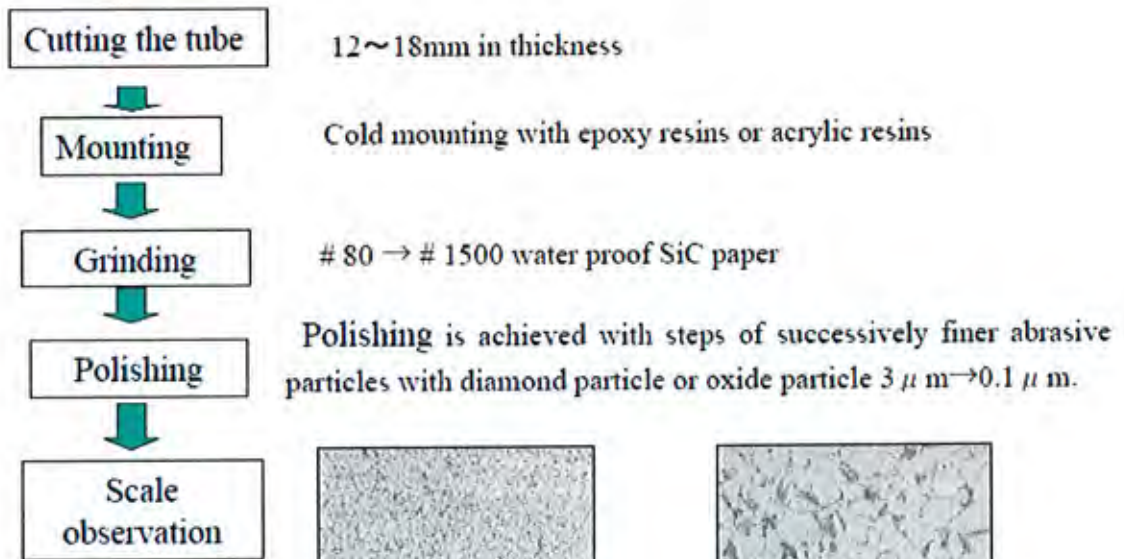 Cutting the tube
12～18mm in thickness
Mounting
Cold mounting with epoxy resins or acrylic resins
Grinding
# 80 → # 1500 water proof SiC paper
Polishing
Polishing is achieved with steps of successively finer abrasive
particles with diamond particle or oxide particle 3 μ m→0.1 μ m.
Scale
observation